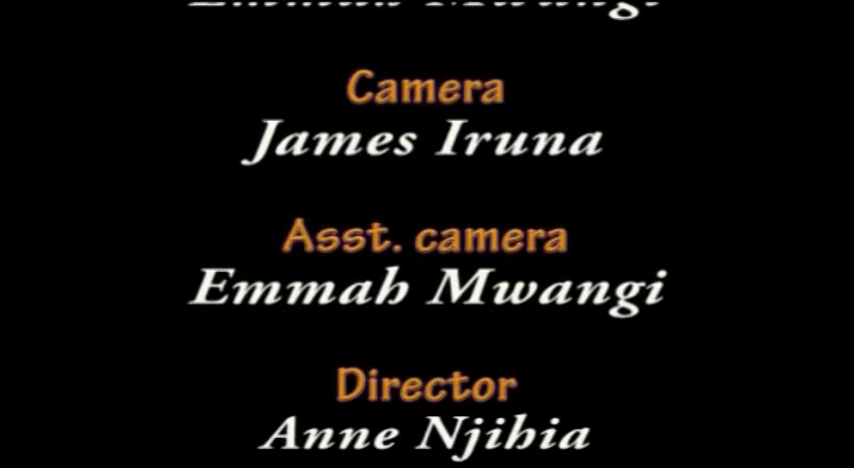 Camera
James Iruna
Asst. camera
Emmah Mwangi
Director
Anne Njihia